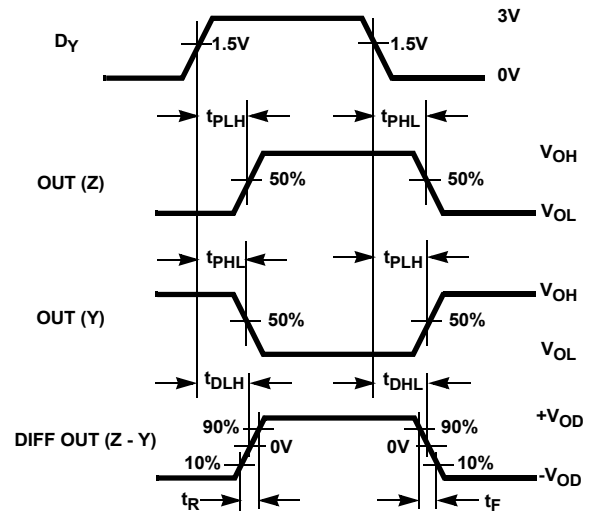 3V
DY
1.5V
1.5V
0V
tPLH
tPHL
VOH
OUT (Z)
50%
50%
VOL
tPHL
tPLH
VOH
OUT (Y)
50%
50%
VOL
tDLH
tDHL
+VOD
90%
90%
DIFF OUT (Z - Y)
0V
0V
10%
10%
-VOD
tR
tF